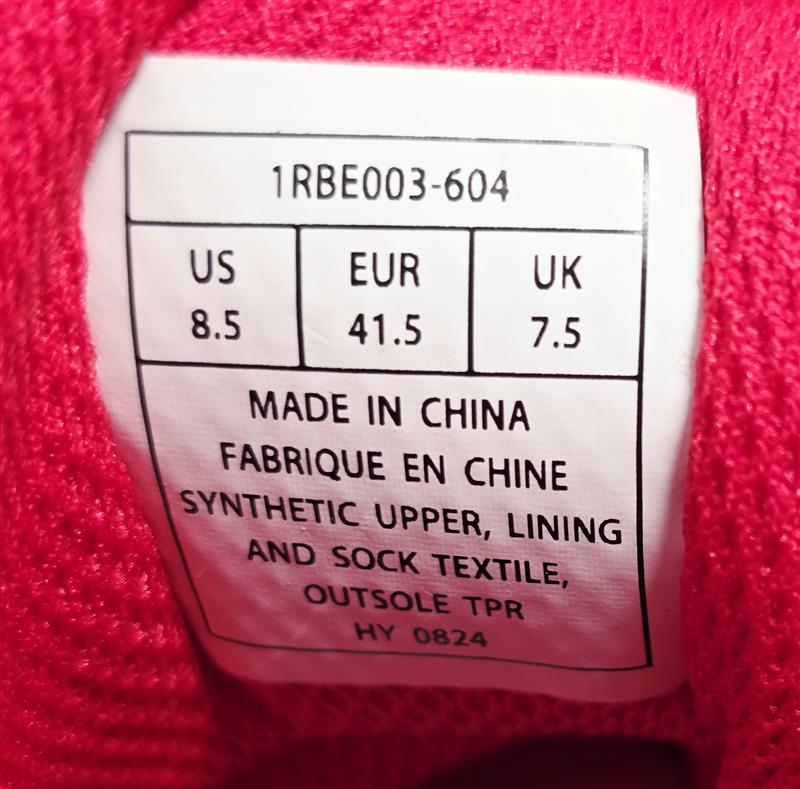 1RBE003-604
US EUR UK
8.5 41.5 7.5
MADE IN CHINA
FABRIQUE EN CHINE
SYNTHETIC UPPER, LINING
AND SOCK TEXTILE,
OUTSOLE TPR
HY 0824